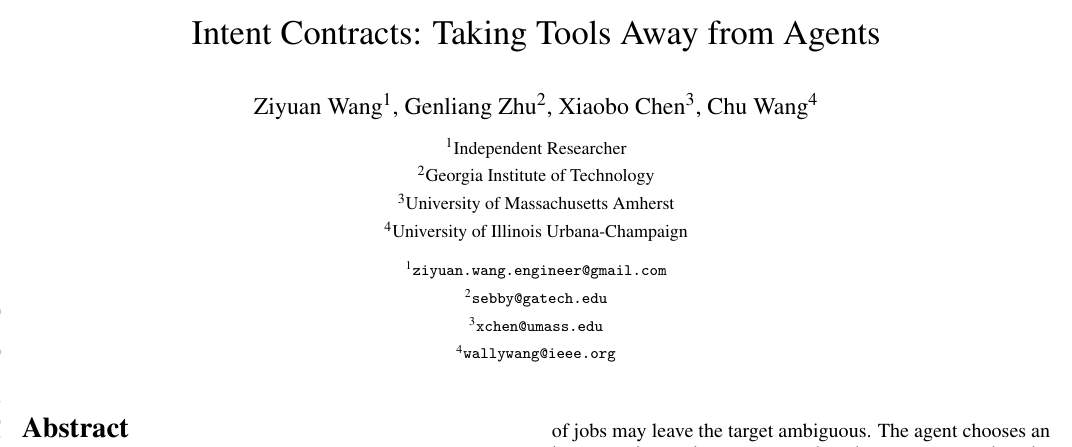 Intent Contracts: Taking Tools Away from Agents
Ziyuan Wang1, Genliang Zhu2, Xiaobo Chen3, Chu Wang4
1Independent Researcher
2Georgia Institute of Technology
3University of Massachusetts Amherst
4University of Illinois Urbana-Champaign
1ziyuan.wang.engineer@gmail.com
2sebby@gatech.edu
3xchen@umass.edu
4wallywang@ieee.org
Abstract
of jobs may leave the target ambiguous. The agent chooses an